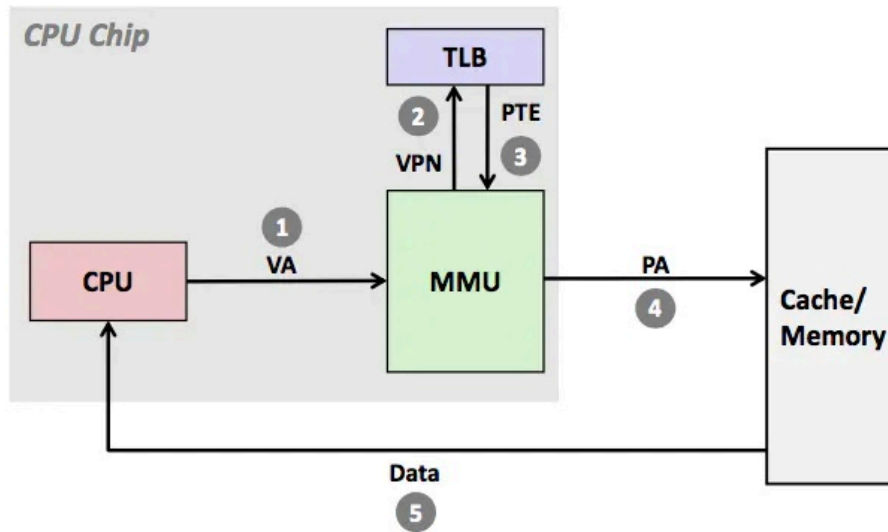 CPU Chip
TLB
2
PTE
VPN
3
1
VA
CPU
MMU
PA
4
Cache/
Memory
Data
5